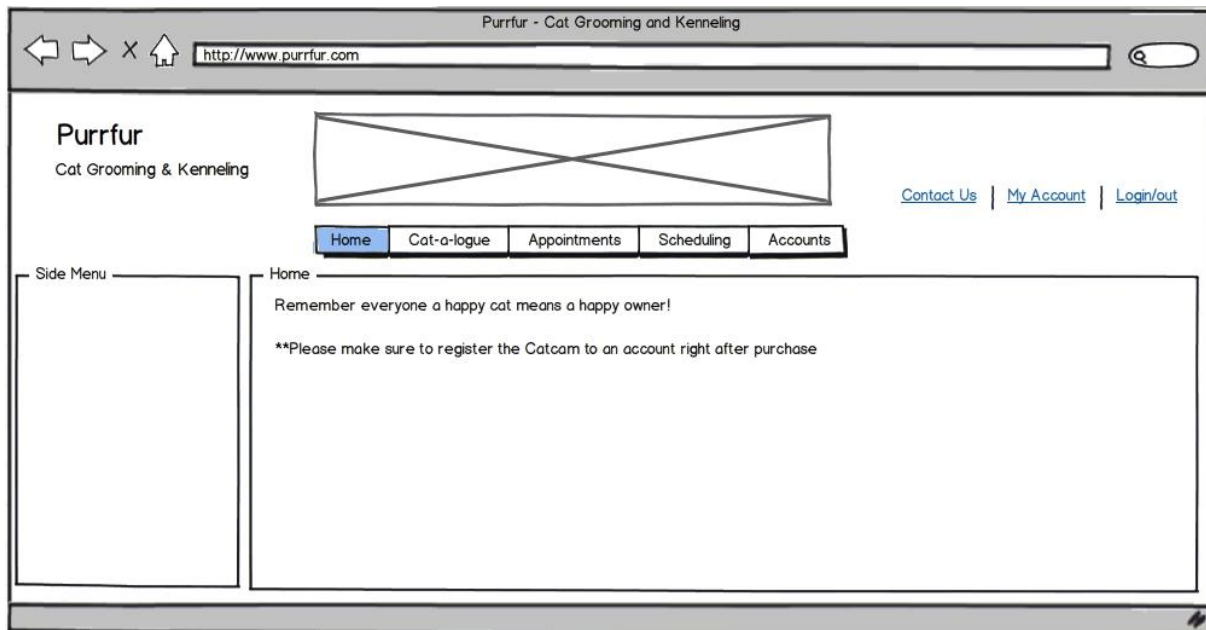 Purrfur - Cat Grooming and Kenneling
http://www.purrfur.com
Purrfur
Cat Grooming & Kenneling
Contact Us | My Account | Login/out
Home Cat-a-logue Appointments Scheduling Accounts
Side Menu
Home
Remember everyone a happy cat means a happy owner!
**Please make sure to register the Catcam to an account right after purchase